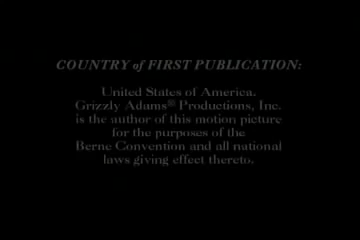 COUNTRY of FIRST PUBLICATION:
United States of America.
Grizzly Adams® Productions, Inc.
is the author of this motion picture
for the purposes of the
Berne Convention and all national
laws giving effect thereto.